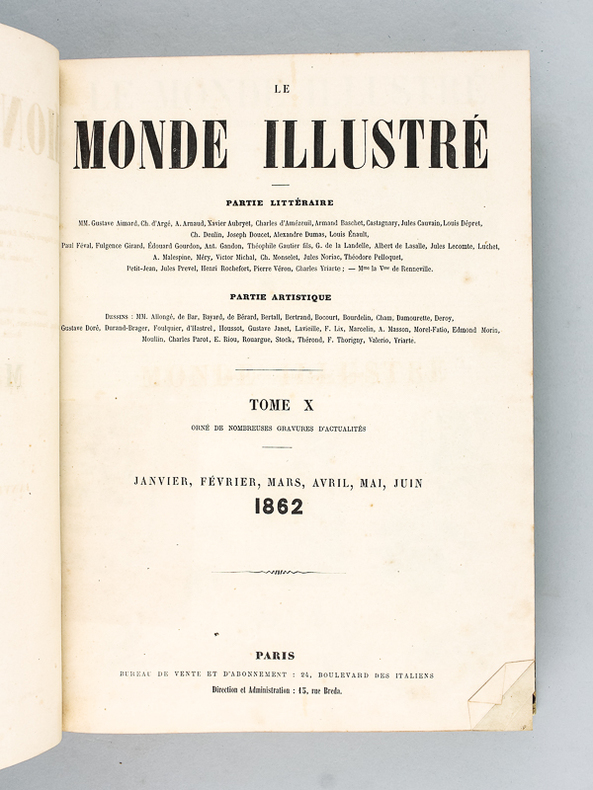 LE
MONDE ILLUSTRÉ
PARTIE LITTÉRAIRE
MM. Gustave Aimard, Ch. d'Argé, A. Arnaud, Xavier Aubryet, Charles d'Amézeuil, Armand Baschet, Castagnary, Jules Cauvain, Louis Dépret,
Ch. Deulin, Joseph Doucet, Alexandre Dumas, Louis Énault,
Paul Féval, Fulgence Girard, Édouard Gourdon, Ant. Gandon, Théophile Gautier fils, G. de la Landelle, Albert de Lasalle, Jules Lecomte, Luchet,
A. Malespine, Méry, Victor Michal, Ch. Monselet, Jules Noriac, Théodore Pelloquet,
Petit-Jean, Jules Prevel, Henri Rochefort, Pierre Véron, Charles Yriarte; — Mme la Vsse de Renneville.
PARTIE ARTISTIQUE
DESSINS : MM. Allongé, de Bar, Bayard, de Bérard, Bertall, Bertrand, Bocourt, Bourdelin, Cham, Damourette, Deroy,
Gustave Doré, Durand-Brager, Foulquier, d'Hastrel, Houssot, Gustave Janet, Lavieille, F. Lix, Marcelin, A. Masson, Morel-Fatio, Edmond Morin,
Moullin, Charles Parot, E. Riou, Rouargue, Stock, Thérond, F. Thorigny, Valerio, Yriarte.
TOME X
ORNÉ DE NOMBREUSES GRAVURES D'ACTUALITÉS
JANVIER, FÉVRIER, MARS, AVRIL, MAI, JUIN
1862
PARIS
BUREAU DE VENTE ET D'ABONNEMENT : 24, BOULEVARD DES ITALIENS
Direction et Administration : 15, rue Breda.